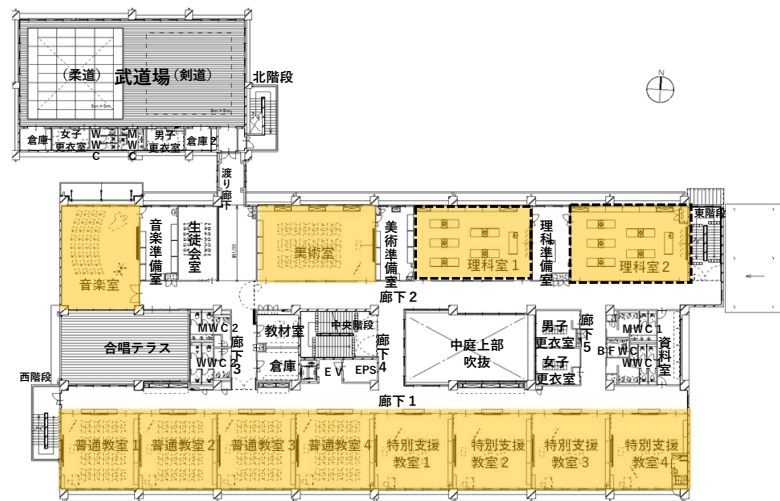 N
(柔道) 武道場 (剣道)
北階段
倉庫
女子
更衣室
W
W
C
M
W
C
男子
更衣室
倉庫2
渡り廊下
音楽室
音楽準備室
生徒会室
美術室
美術準備室
理科室1
理科準備室
理科室2
東階段
廊下2
合唱テラス
MWC2
WWC2
廊下3
教材室
倉庫
中央階段
EV
EPS
廊下4
中庭上部
吹抜
男子
更衣室
女子
更衣室
廊下5
MWC1
BFWC
WWC1
資料室
西階段
廊下1
普通教室1
普通教室2
普通教室3
普通教室4
特別支援
教室1
特別支援
教室2
特別支援
教室3
特別支援
教室4